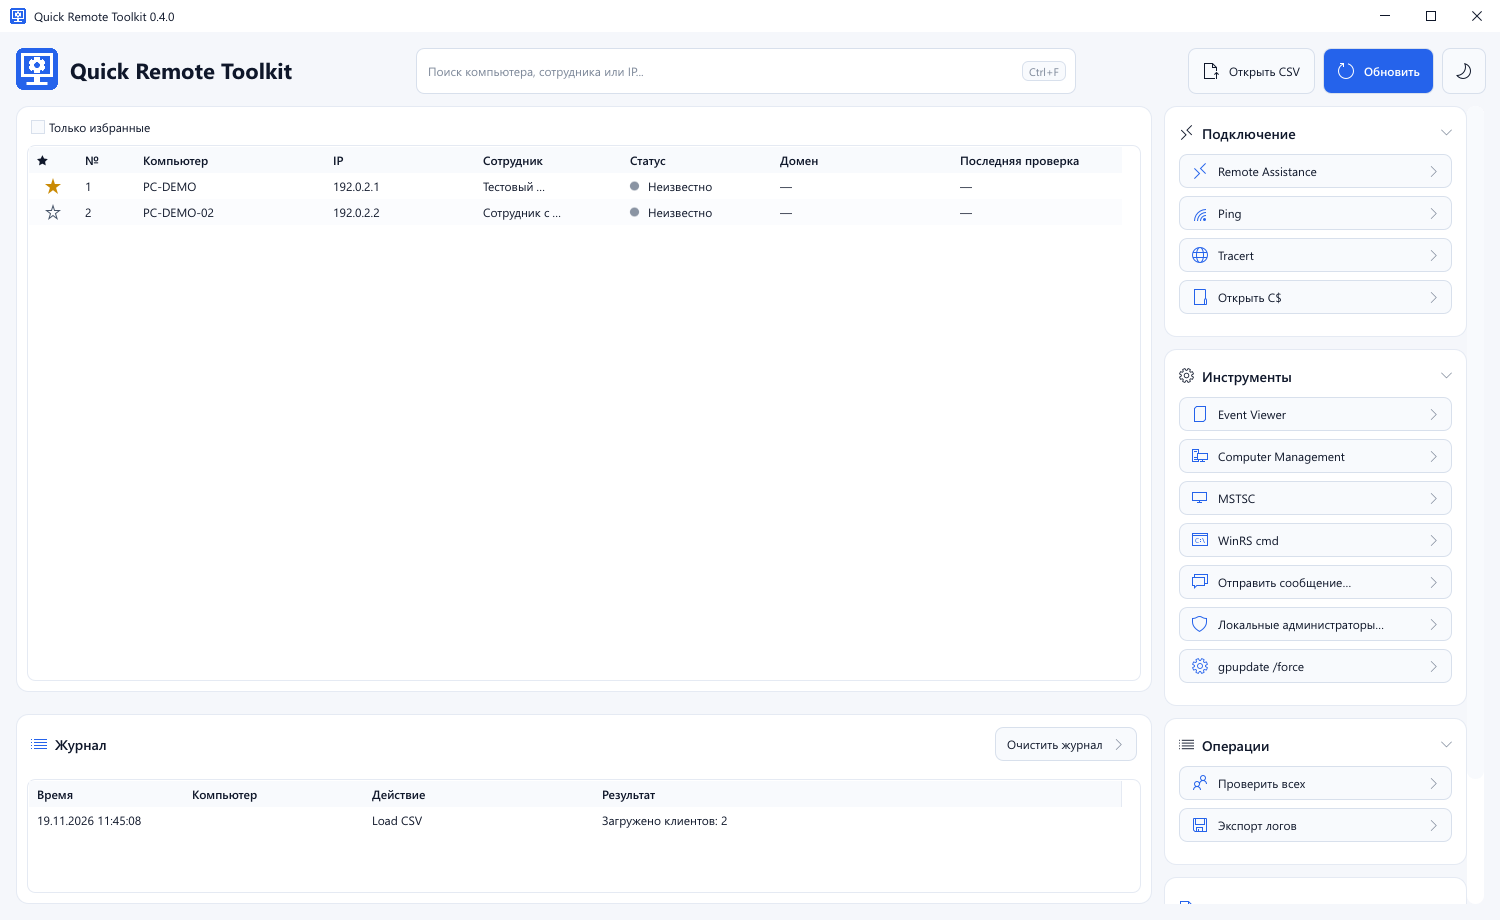 Quick Remote Toolkit 0.4.0
Quick Remote Toolkit
Поиск компьютера, сотрудника или IP...
Ctrl+F
Открыть CSV
Обновить
Только избранные
★ № Компьютер IP Сотрудник Статус Домен Последняя проверка
★ 1 PC-DEMO 192.0.2.1 Тестовый ... Неизвестно — —
☆ 2 PC-DEMO-02 192.0.2.2 Сотрудник с ... Неизвестно — —
Журнал
Очистить журнал
Время Компьютер Действие Результат
19.11.2026 11:45:08 Load CSV Загружено клиентов: 2
Подключение
Remote Assistance
Ping
Tracert
Открыть C$
Инструменты
Event Viewer
Computer Management
MSTSC
WinRS cmd
Отправить сообщение...
Локальные администраторы...
gpupdate /force
Операции
Проверить всех
Экспорт логов